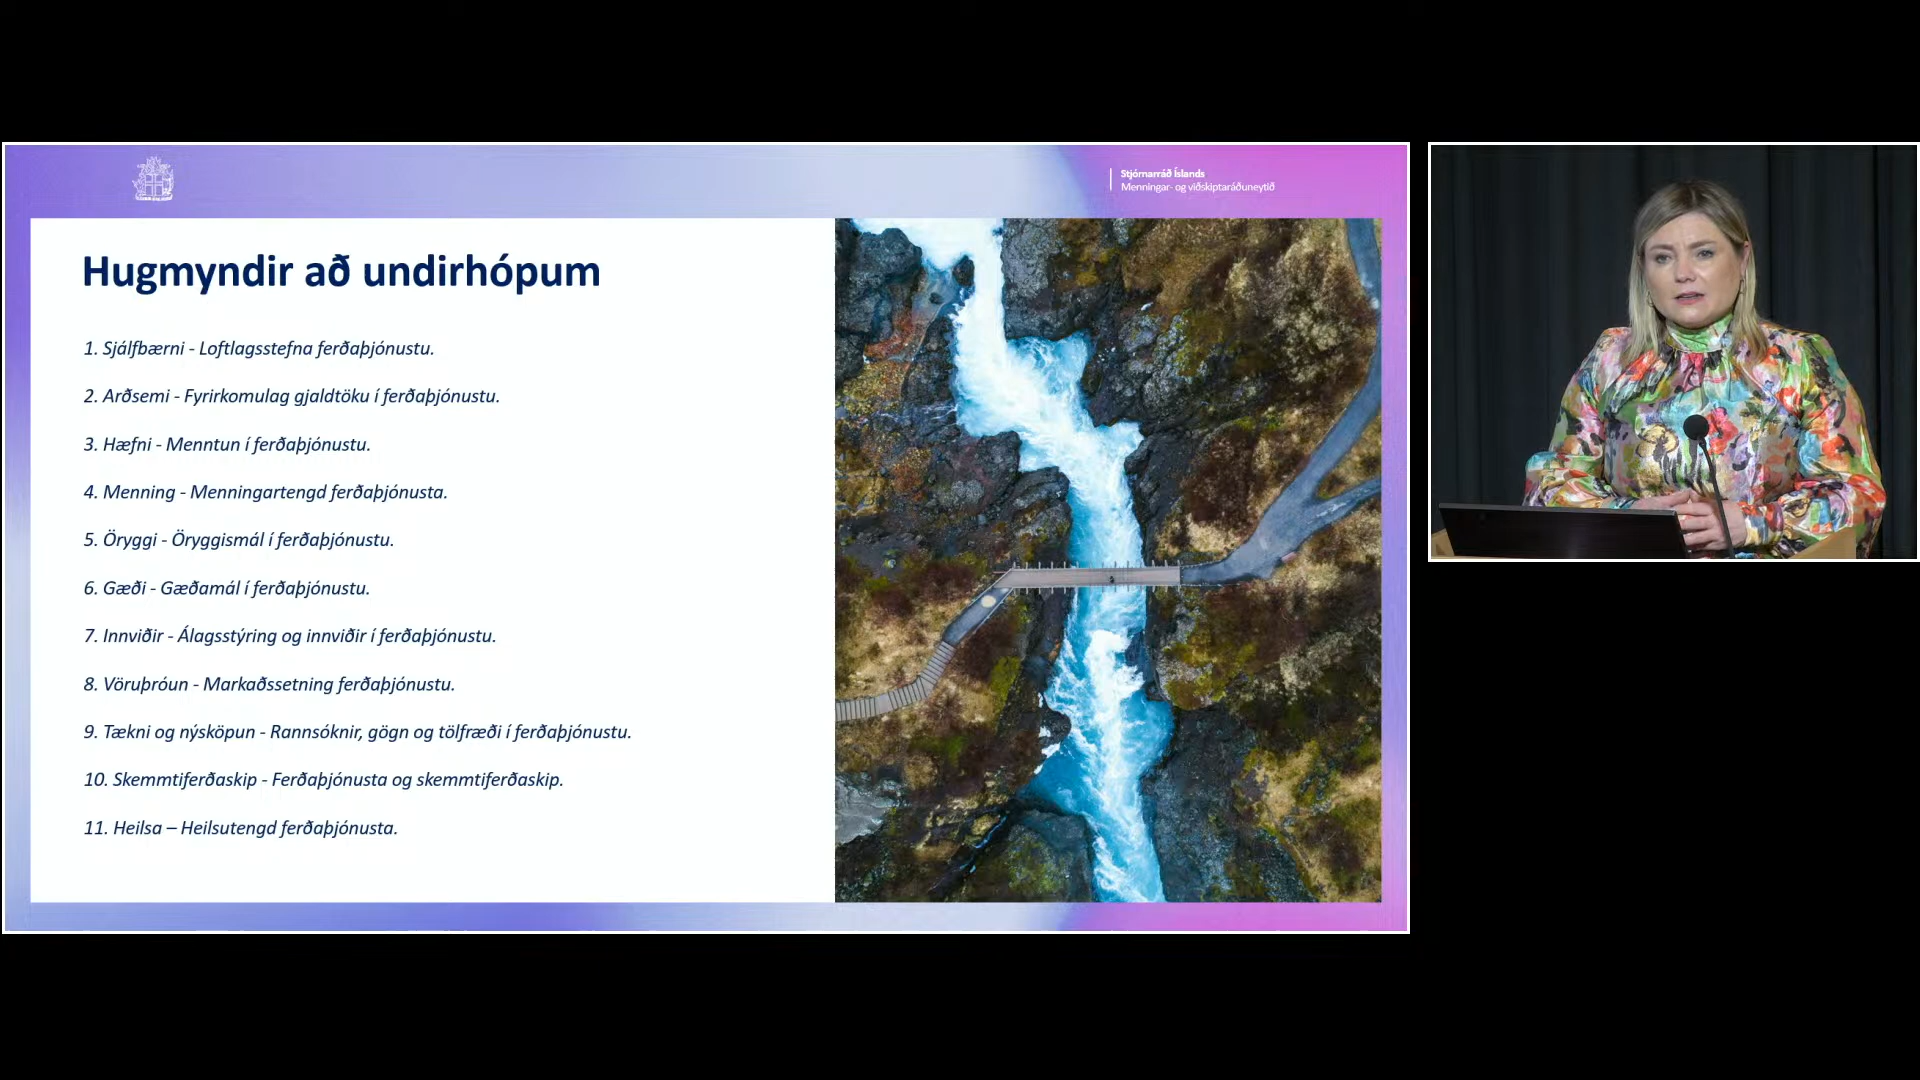 Stjórnarráð Íslands
Menningar- og viðskiptaráðuneytið
Hugmyndir að undirhópum
1. Sjálfbærni - Loftlagsstefna ferðaþjónustu.
2. Arðsemi - Fyrirkomulag gjaldtöku í ferðaþjónustu.
3. Hæfni - Menntun í ferðaþjónustu.
4. Menning - Menningartengd ferðaþjónusta.
5. Öryggi - Öryggismál í ferðaþjónustu.
6. Gæði - Gæðamál í ferðaþjónustu.
7. Innviðir - Álagsstýring og innviðir í ferðaþjónustu.
8. Vöruþróun - Markaðssetning ferðaþjónustu.
9. Tækni og nýsköpun - Rannsóknir, gögn og tölfræði í ferðaþjónustu.
10. Skemmtiferðaskip - Ferðaþjónusta og skemmtiferðaskip.
11. Heilsa – Heilsutengd ferðaþjónusta.